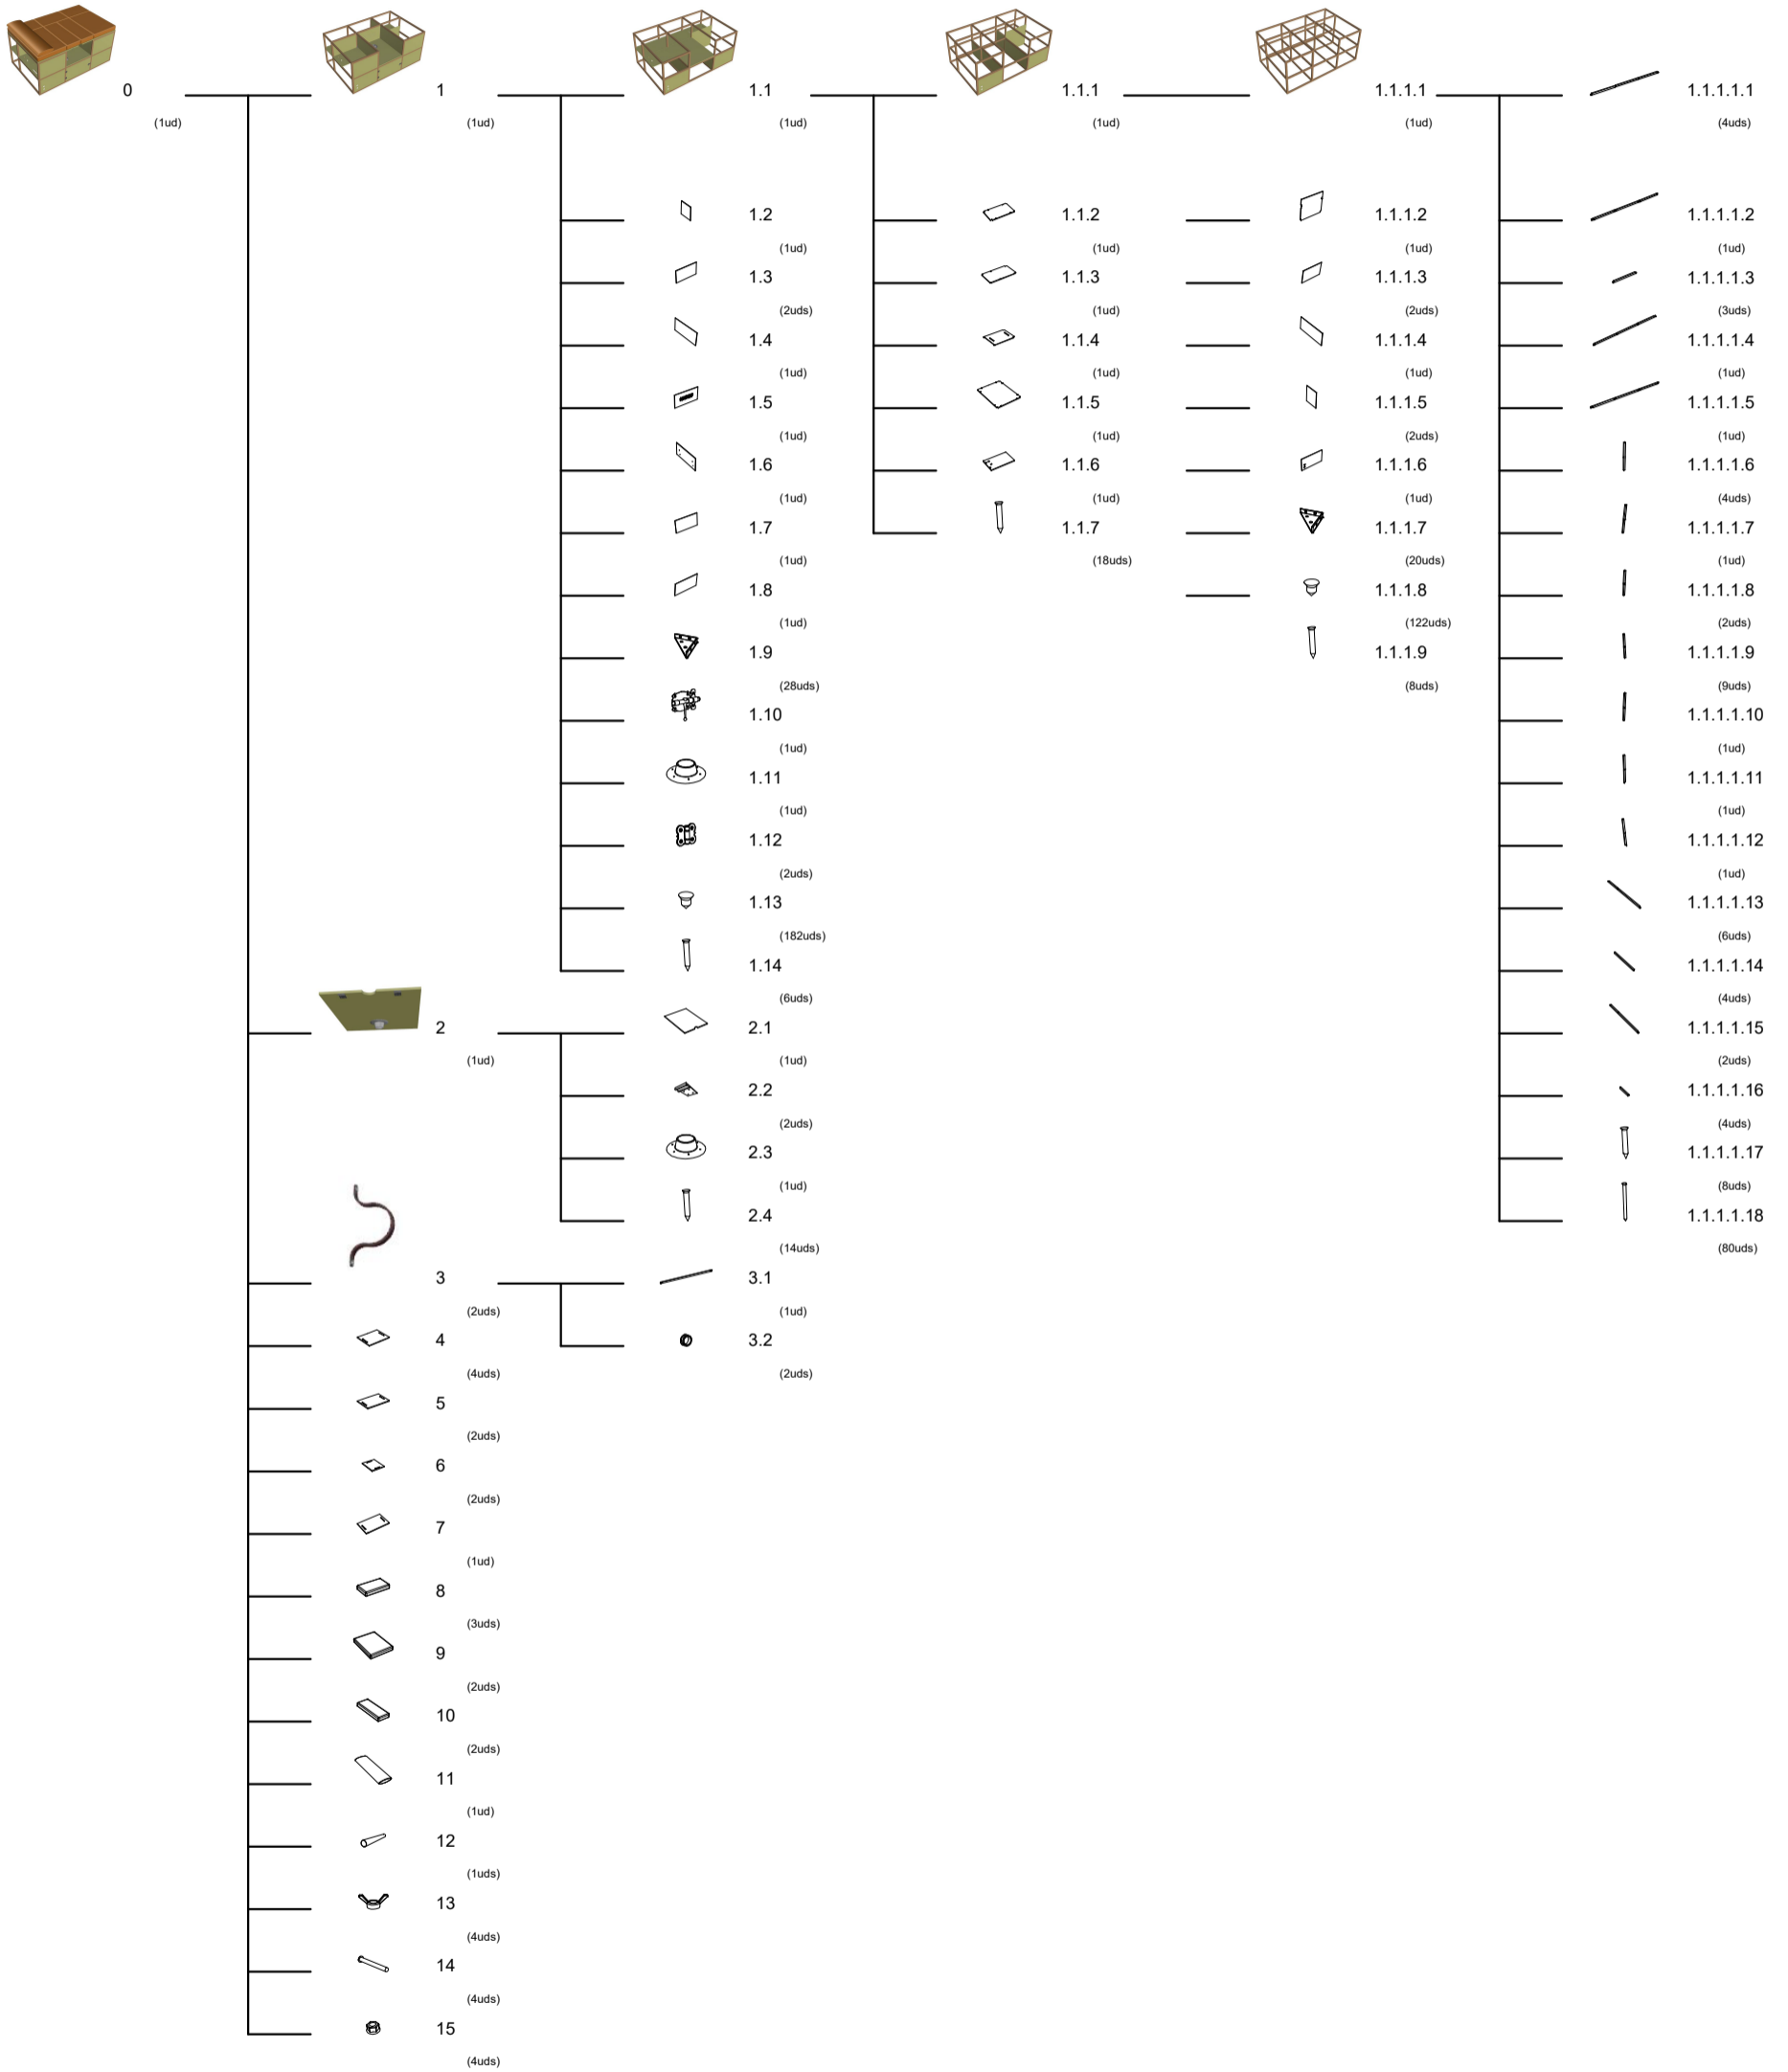 0 1 1.1 1.1.1 1.1.1.1 1.1.1.1.1
(1ud) (1ud) (1ud) (1ud) (1ud) (4uds)
1.2 1.1.2 1.1.1.2 1.1.1.1.2
(1ud) (1ud) (1ud) (1ud)
1.3 1.1.3 1.1.1.3 1.1.1.1.3
(2uds) (1ud) (2uds) (3uds)
1.4 1.1.4 1.1.1.4 1.1.1.1.4
(1ud) (1ud) (1ud) (1ud)
1.5 1.1.5 1.1.1.5 1.1.1.1.5
(1ud) (1ud) (2uds) (1ud)
1.6 1.1.6 1.1.1.6 1.1.1.1.6
(1ud) (1ud) (1ud) (4uds)
1.7 1.1.7 1.1.1.7 1.1.1.1.7
(1ud) (18uds) (20uds) (1ud)
1.8 1.1.1.8 1.1.1.1.8
(1ud) (122uds) (2uds)
1.9 1.1.1.9 1.1.1.1.9
(28uds) (8uds) (9uds)
1.10 1.1.1.1.10
(1ud) (1ud)
1.11 1.1.1.1.11
(1ud) (1ud)
1.12 1.1.1.1.12
(2uds) (1ud)
1.13 1.1.1.1.13
(182uds) (6uds)
1.14 1.1.1.1.14
(6uds) (4uds)
2 2.1 1.1.1.1.15
(1ud) (1ud) (2uds)
2.2 1.1.1.1.16
(2uds) (4uds)
2.3 1.1.1.1.17
(1ud) (8uds)
2.4 1.1.1.1.18
(14uds) (80uds)
3 3.1
(2uds) (1ud)
4 3.2
(4uds) (2uds)
5
(2uds)
6
(2uds)
7
(1ud)
8
(3uds)
9
(2uds)
10
(2uds)
11
(1ud)
12
(1uds)
13
(4uds)
14
(4uds)
15
(4uds)